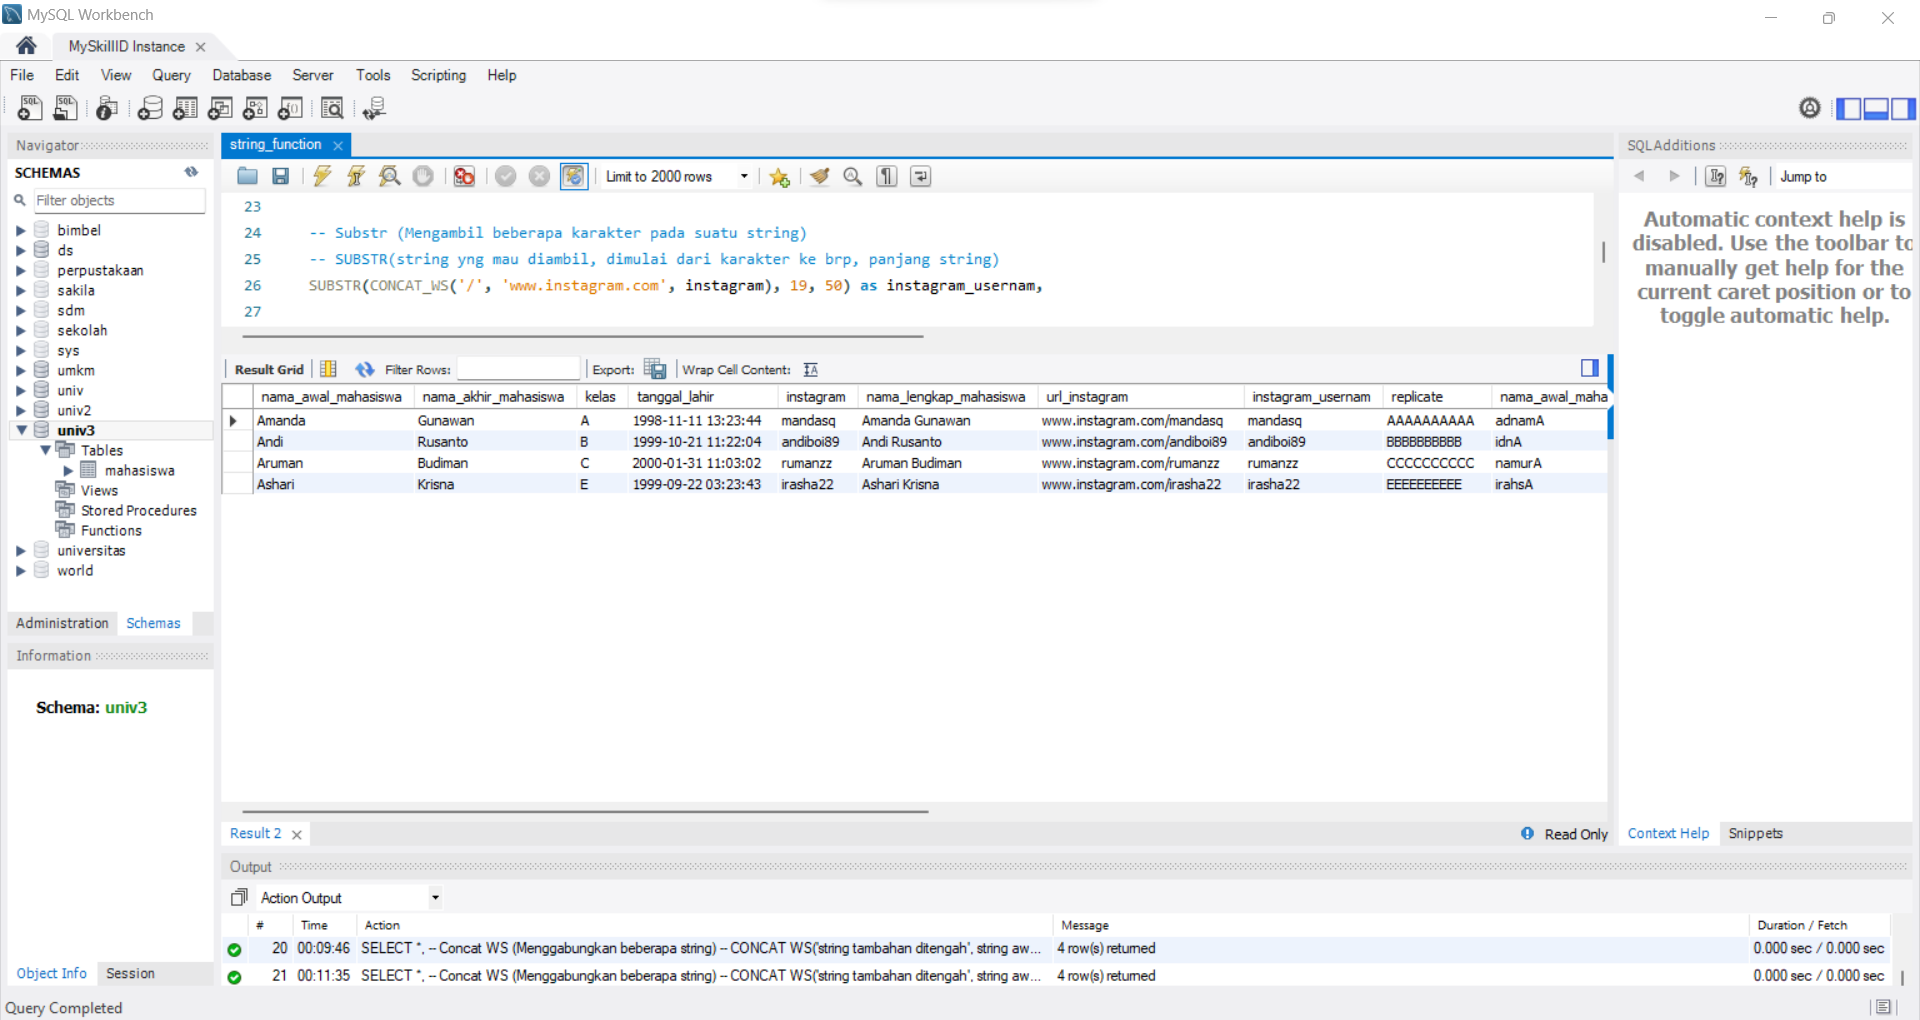 MySQL Workbench
MySkillID Instance
File Edit View Query Database Server Tools Scripting Help
Navigator
SCHEMAS
Filter objects
bimbel
ds
perpustakaan
sakila
sdm
sekolah
sys
umkm
univ
univ2
univ3
Tables
mahasiswa
Views
Stored Procedures
Functions
universitas
world
Administration Schemas
Information
Schema: univ3
Object Info Session
string_function
Limit to 2000 rows
23
24 -- Substr (Mengambil beberapa karakter pada suatu string)
25 -- SUBSTR(string yng mau diambil, dimulai dari karakter ke brp, panjang string)
26 SUBSTR(CONCAT_WS('/', 'www.instagram.com', instagram), 19, 50) as instagram_usernam,
27
Result Grid Filter Rows: Export: Wrap Cell Content:
nama_awal_mahasiswa nama_akhir_mahasiswa kelas tanggal_lahir instagram nama_lengkap_mahasiswa url_instagram instagram_usernam replicate nama_awal_maha
Amanda Gunawan A 1998-11-11 13:23:44 mandasq Amanda Gunawan www.instagram.com/mandasq mandasq AAAAAAAAAA adnamA
Andi Rusanto B 1999-10-21 11:22:04 andiboi89 Andi Rusanto www.instagram.com/andiboi89 andiboi89 BBBBBBBBBB idnA
Aruman Budiman C 2000-01-31 11:03:02 rumanzz Aruman Budiman www.instagram.com/rumanzz rumanzz CCCCCCCCCC namurA
Ashari Krisna E 1999-09-22 03:23:43 irasha22 Ashari Krisna www.instagram.com/irasha22 irasha22 EEEEEEEEEE irahsA
Result 2
Read Only
SQLAdditions
Jump to
Automatic context help is
disabled. Use the toolbar to
manually get help for the
current caret position or to
toggle automatic help.
Context Help Snippets
Output
Action Output
# Time Action Message Duration / Fetch
20 00:09:46 SELECT *, -- Concat WS (Menggabungkan beberapa string) -- CONCAT WS('string tambahan ditengah', string aw... 4 row(s) returned 0.000 sec / 0.000 sec
21 00:11:35 SELECT *, -- Concat WS (Menggabungkan beberapa string) -- CONCAT WS('string tambahan ditengah', string aw... 4 row(s) returned 0.000 sec / 0.000 sec
Query Completed